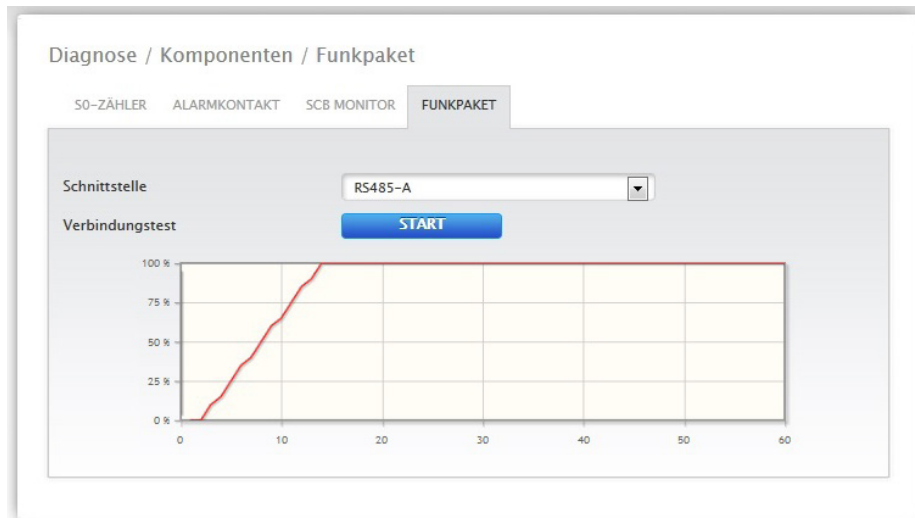 Diagnose / Komponenten / Funkpaket
S0-ZÄHLER ALARMKONTAKT SCB MONITOR FUNKPAKET
Schnittstelle RS485-A
Verbindungstest START
100 %
75 %
50 %
25 %
0 %
0 10 20 30 40 50 60